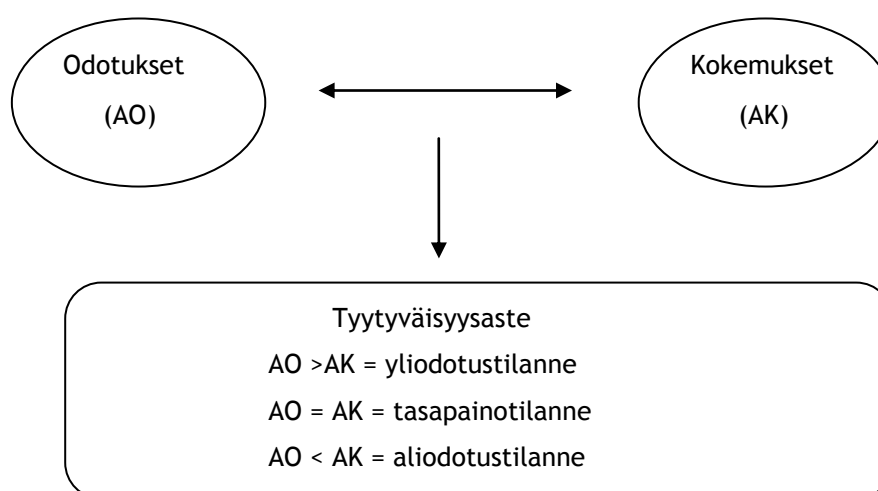 Odotukset
(AO)
Kokemukset
(AK)
Tyytyväisyysaste
AO >AK = yliodotustilanne
AO = AK = tasapainotilanne
AO < AK = aliodotustilanne